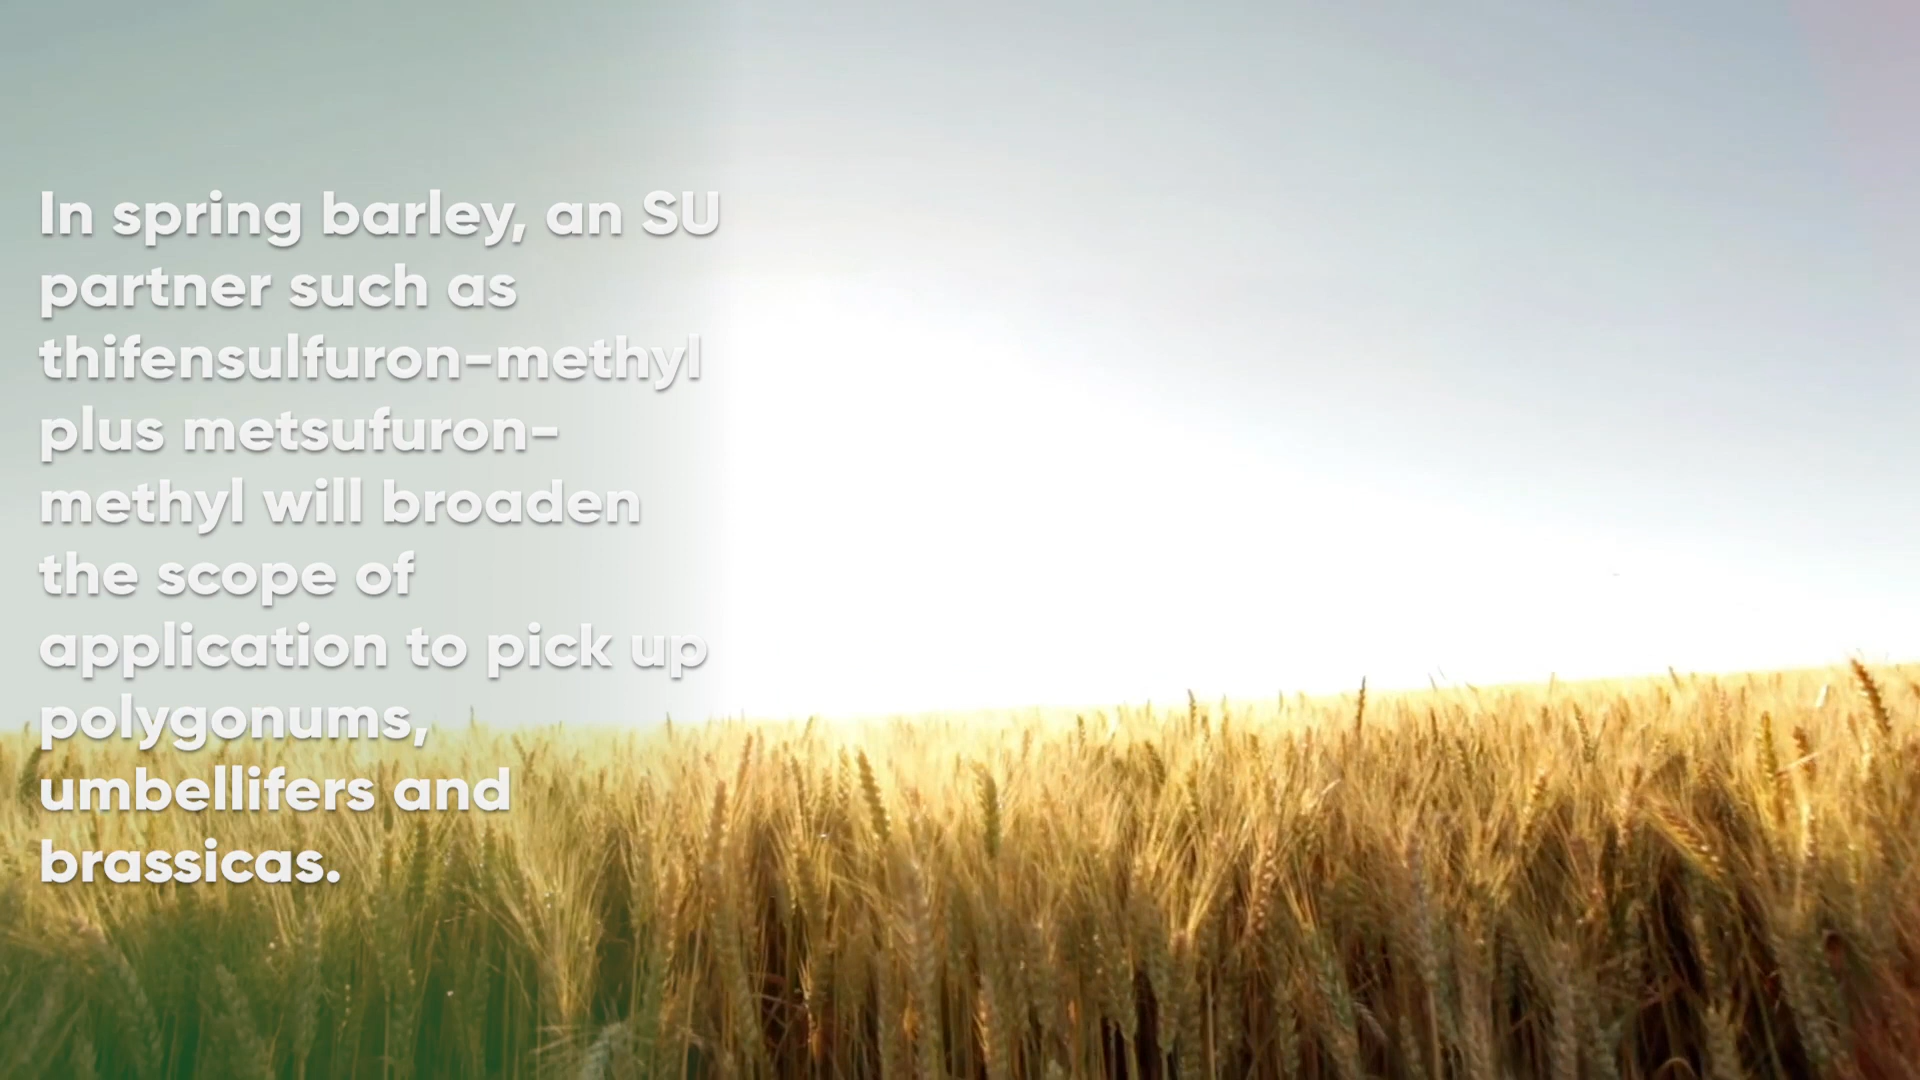 In spring barley, an SU
partner such as
thifensulfuron-methyl
plus metsufuron-
methyl will broaden
the scope of
application to pick up
polygonums,
umbellifers and
brassicas.